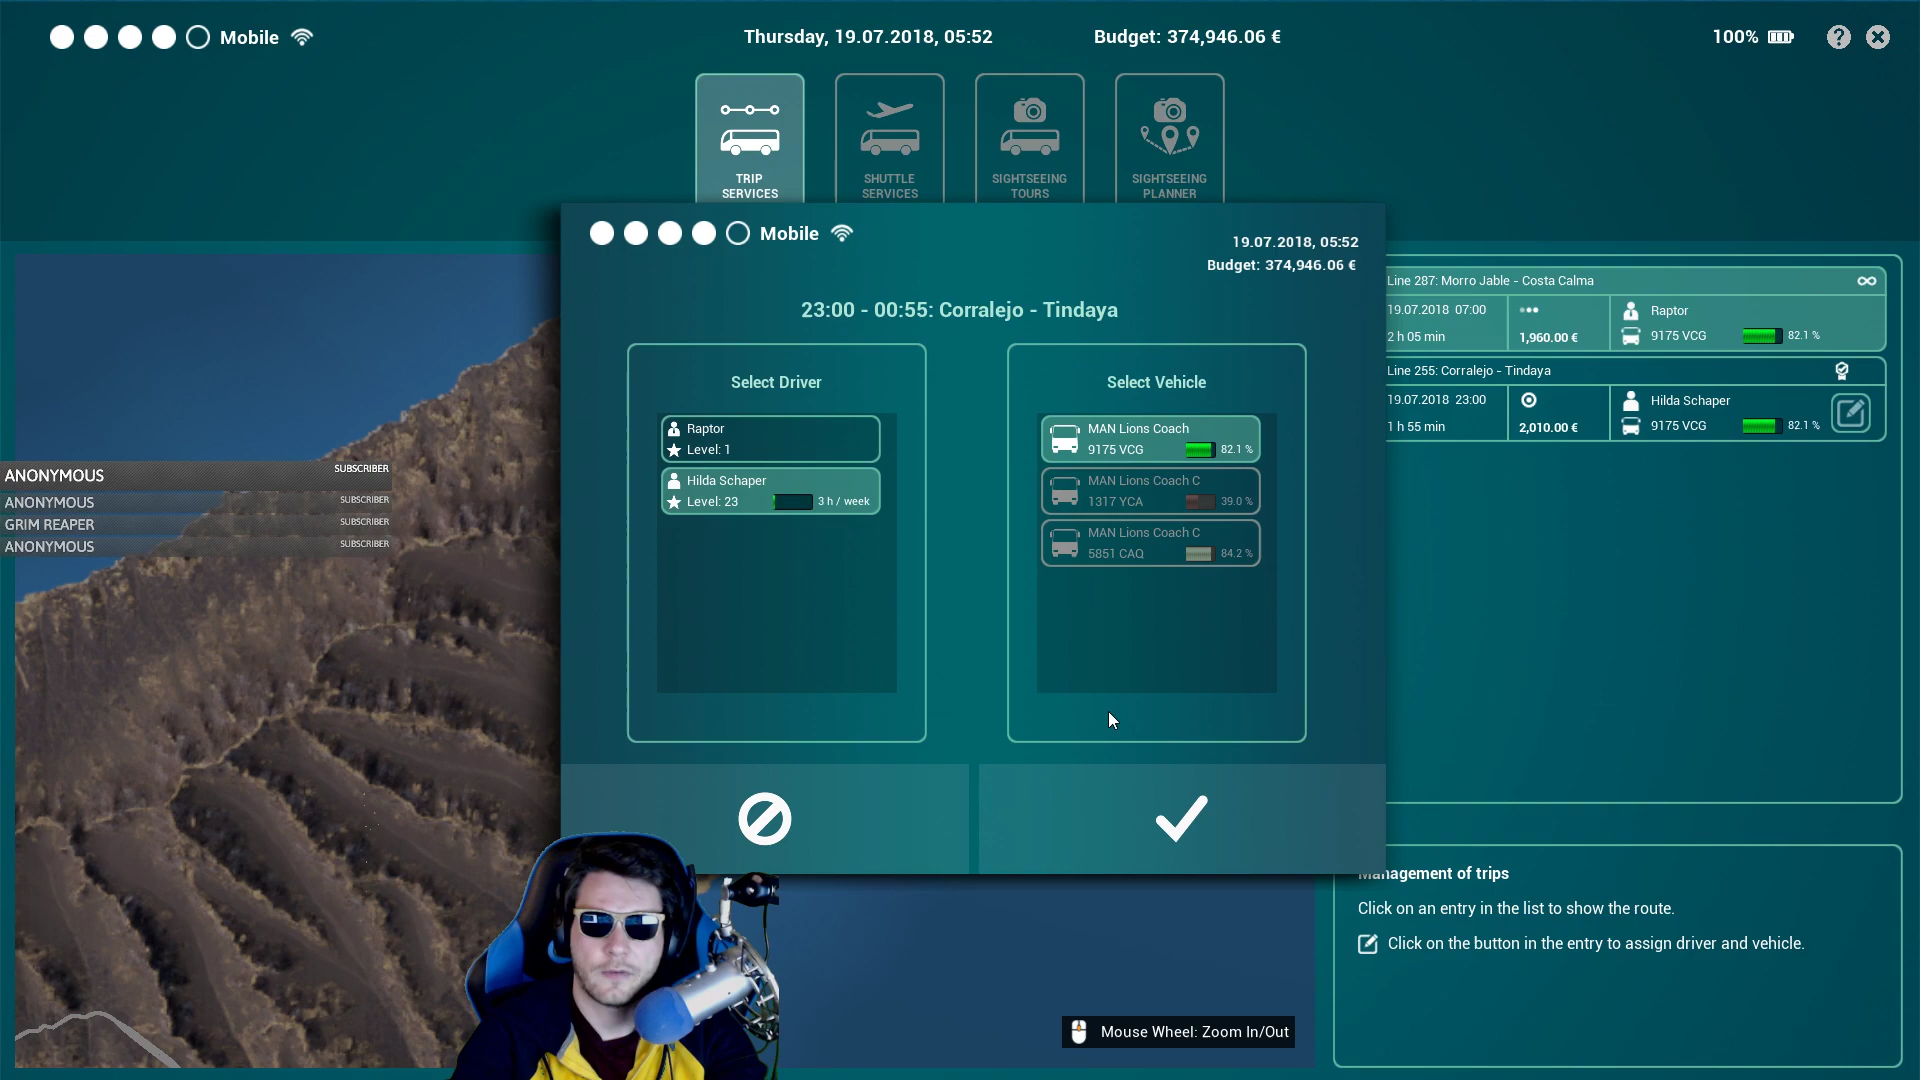 Mobile
Thursday, 19.07.2018, 05:52
Budget: 374,946.06 €
100%
TRIP
SERVICES
SHUTTLE
SERVICES
SIGHTSEEING
TOURS
SIGHTSEEING
PLANNER
Mobile
19.07.2018, 05:52
Budget: 374,946.06 €
23:00 - 00:55: Corralejo - Tindaya
Select Driver
Raptor
Level: 1
Hilda Schaper
Level: 23
3 h / week
Select Vehicle
MAN Lions Coach
9175 VCG
82.1 %
MAN Lions Coach C
1317 YCA
39.0 %
MAN Lions Coach C
5851 CAQ
84.2 %
Line 287: Morro Jable - Costa Calma
19.07.2018 07:00
2 h 05 min
1,960.00 €
Raptor
9175 VCG
82.1 %
Line 255: Corralejo - Tindaya
19.07.2018 23:00
1 h 55 min
2,010.00 €
Hilda Schaper
9175 VCG
82.1 %
ANONYMOUS SUBSCRIBER
ANONYMOUS SUBSCRIBER
GRIM REAPER SUBSCRIBER
ANONYMOUS SUBSCRIBER
Management of trips
Click on an entry in the list to show the route.
Click on the button in the entry to assign driver and vehicle.
Mouse Wheel: Zoom In/Out